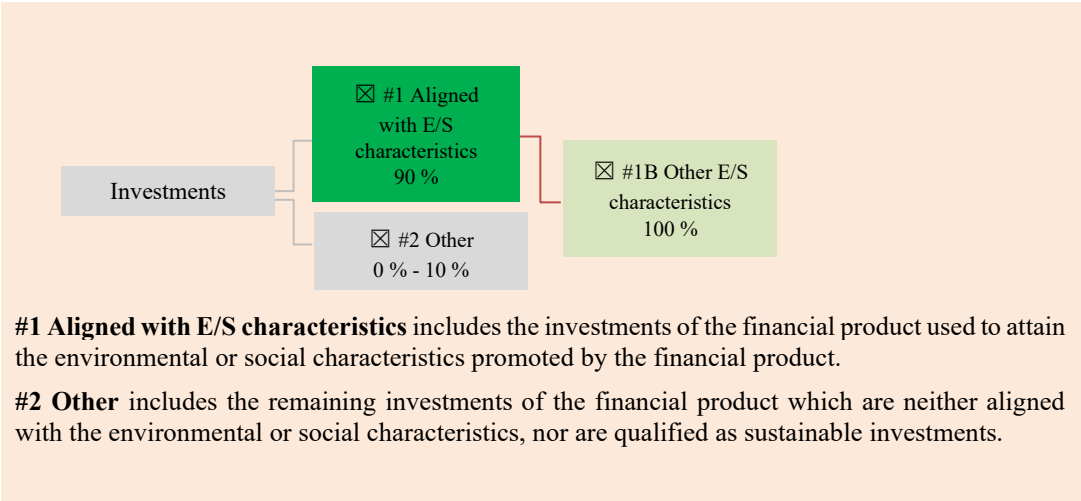 ☒ #1 Aligned
with E/S
characteristics
90 %
Investments
☒ #1B Other E/S
characteristics
100 %
☒ #2 Other
0 % - 10 %
#1 Aligned with E/S characteristics includes the investments of the financial product used to attain
the environmental or social characteristics promoted by the financial product.
#2 Other includes the remaining investments of the financial product which are neither aligned
with the environmental or social characteristics, nor are qualified as sustainable investments.